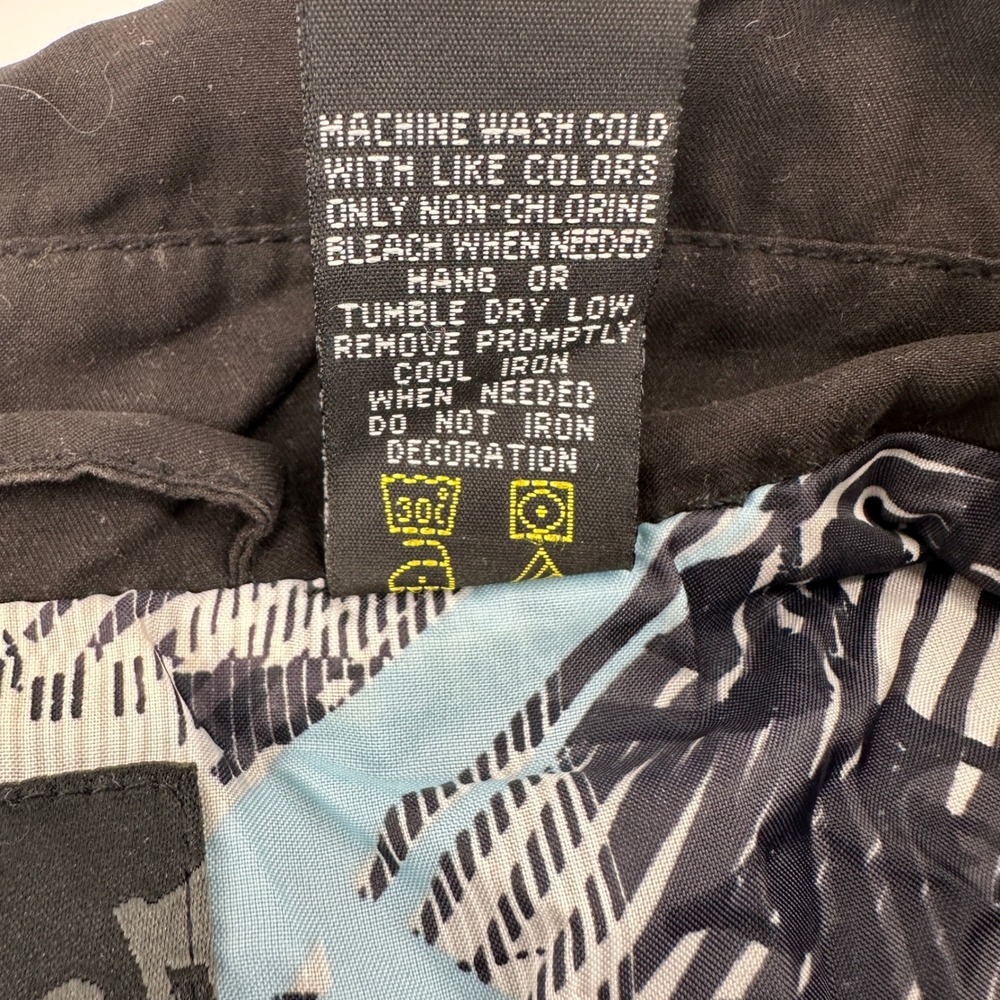 MACHINE WASH COLD
WITH LIKE COLORS
ONLY NON-CHLORINE
BLEACH WHEN NEEDED
HANG OR
TUMBLE DRY LOW
REMOVE PROMPTLY
COOL IRON
WHEN NEEDED
DO NOT IRON
DECORATION
30